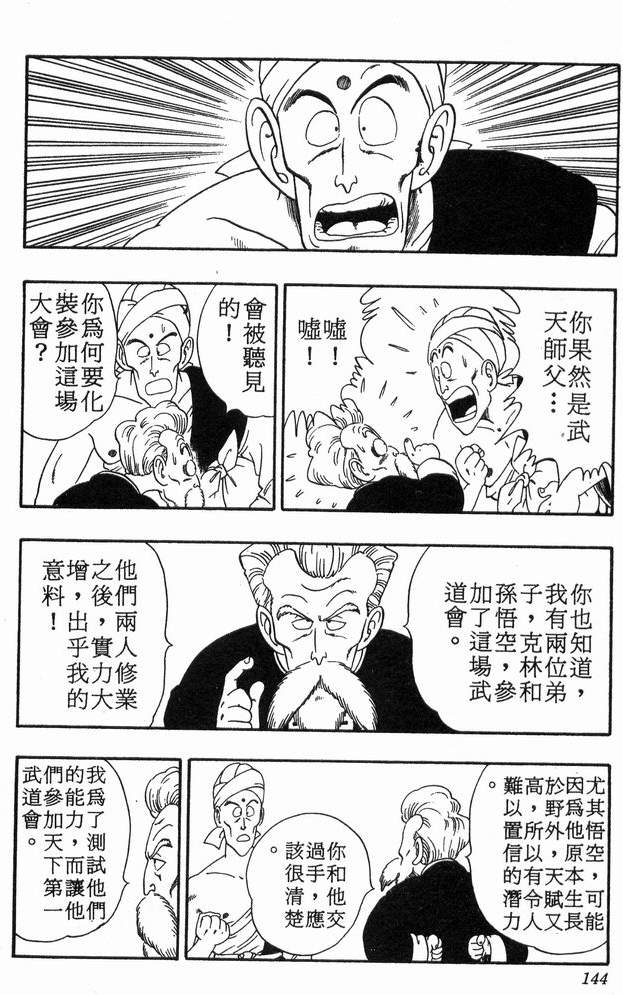 你果然是武
天師父…
噓！
噓！
會被聽見
的！
你為何要化
裝參加這場
大會？
你也知道，
我有兩位弟
子，克林和
孫悟空，參
加了這場武
道會。
他們兩人修業
之後，實力大
增，出乎我的
意料！
尤其悟空，可能
因為他原本生長
於野外，天賦又
高，所以有令人
難以置信的潛力
。
你和他交
過手，應
該很清楚
。
我為了測試他們
的能力，而讓他
們參加天下第一
武道會。
144